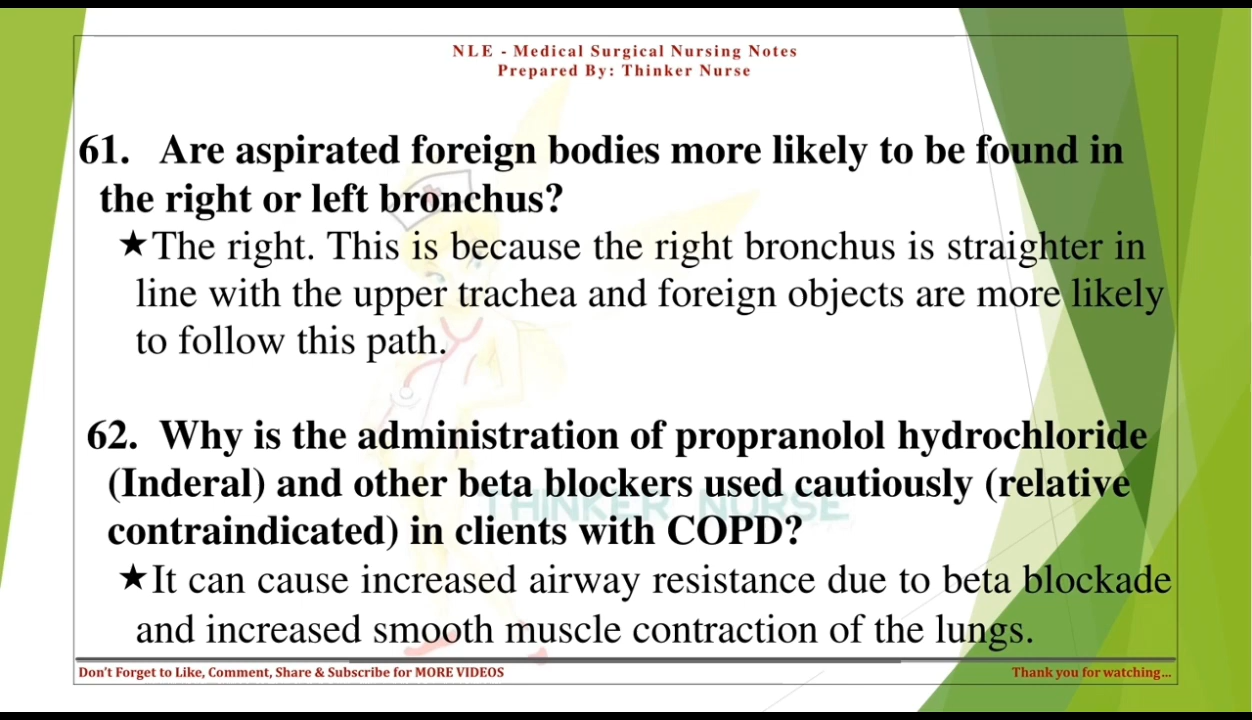 NLE - Medical Surgical Nursing Notes
Prepared By: Thinker Nurse
61. Are aspirated foreign bodies more likely to be found in
the right or left bronchus?
★The right. This is because the right bronchus is straighter in
line with the upper trachea and foreign objects are more likely
to follow this path.
62. Why is the administration of propranolol hydrochloride
(Inderal) and other beta blockers used cautiously (relative
contraindicated) in clients with COPD?
THINKER NURSE
★It can cause increased airway resistance due to beta blockade
and increased smooth muscle contraction of the lungs.
Don't Forget to Like, Comment, Share & Subscribe for MORE VIDEOS
Thank you for watching...